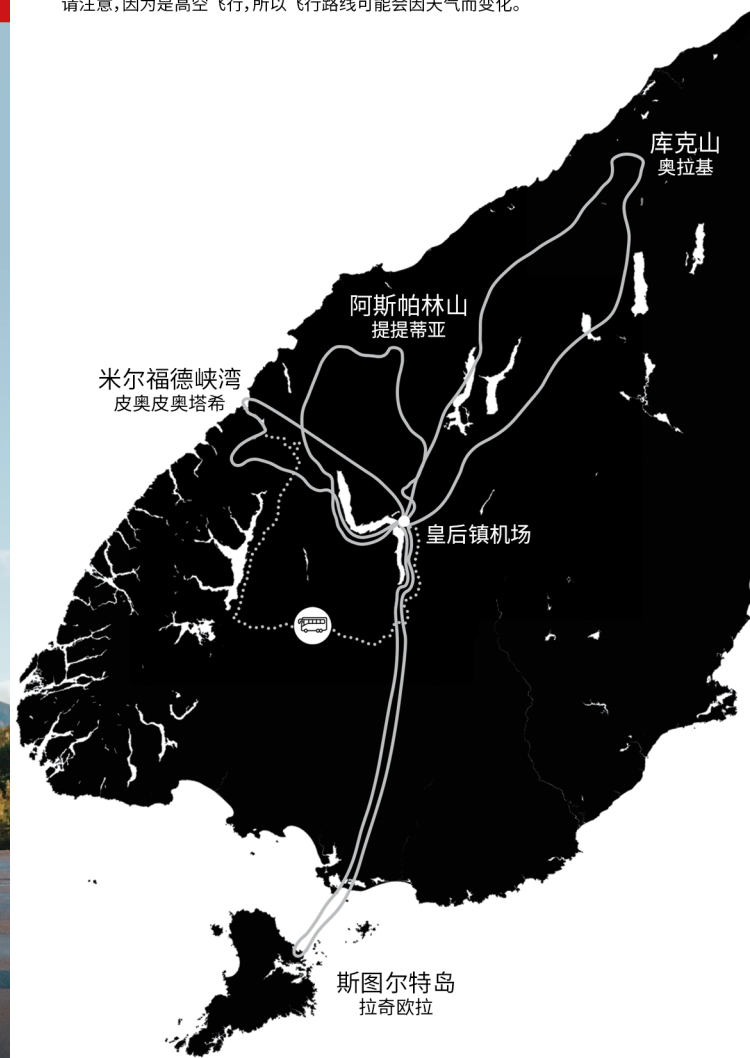 请注意,因为是高空飞行,所以飞行路线可能会因天气而变化。
库克山
奥拉基
阿斯帕林山
提提蒂亚
米尔福德峡湾
皮奥皮奥塔希
皇后镇机场
斯图尔特岛
拉奇欧拉